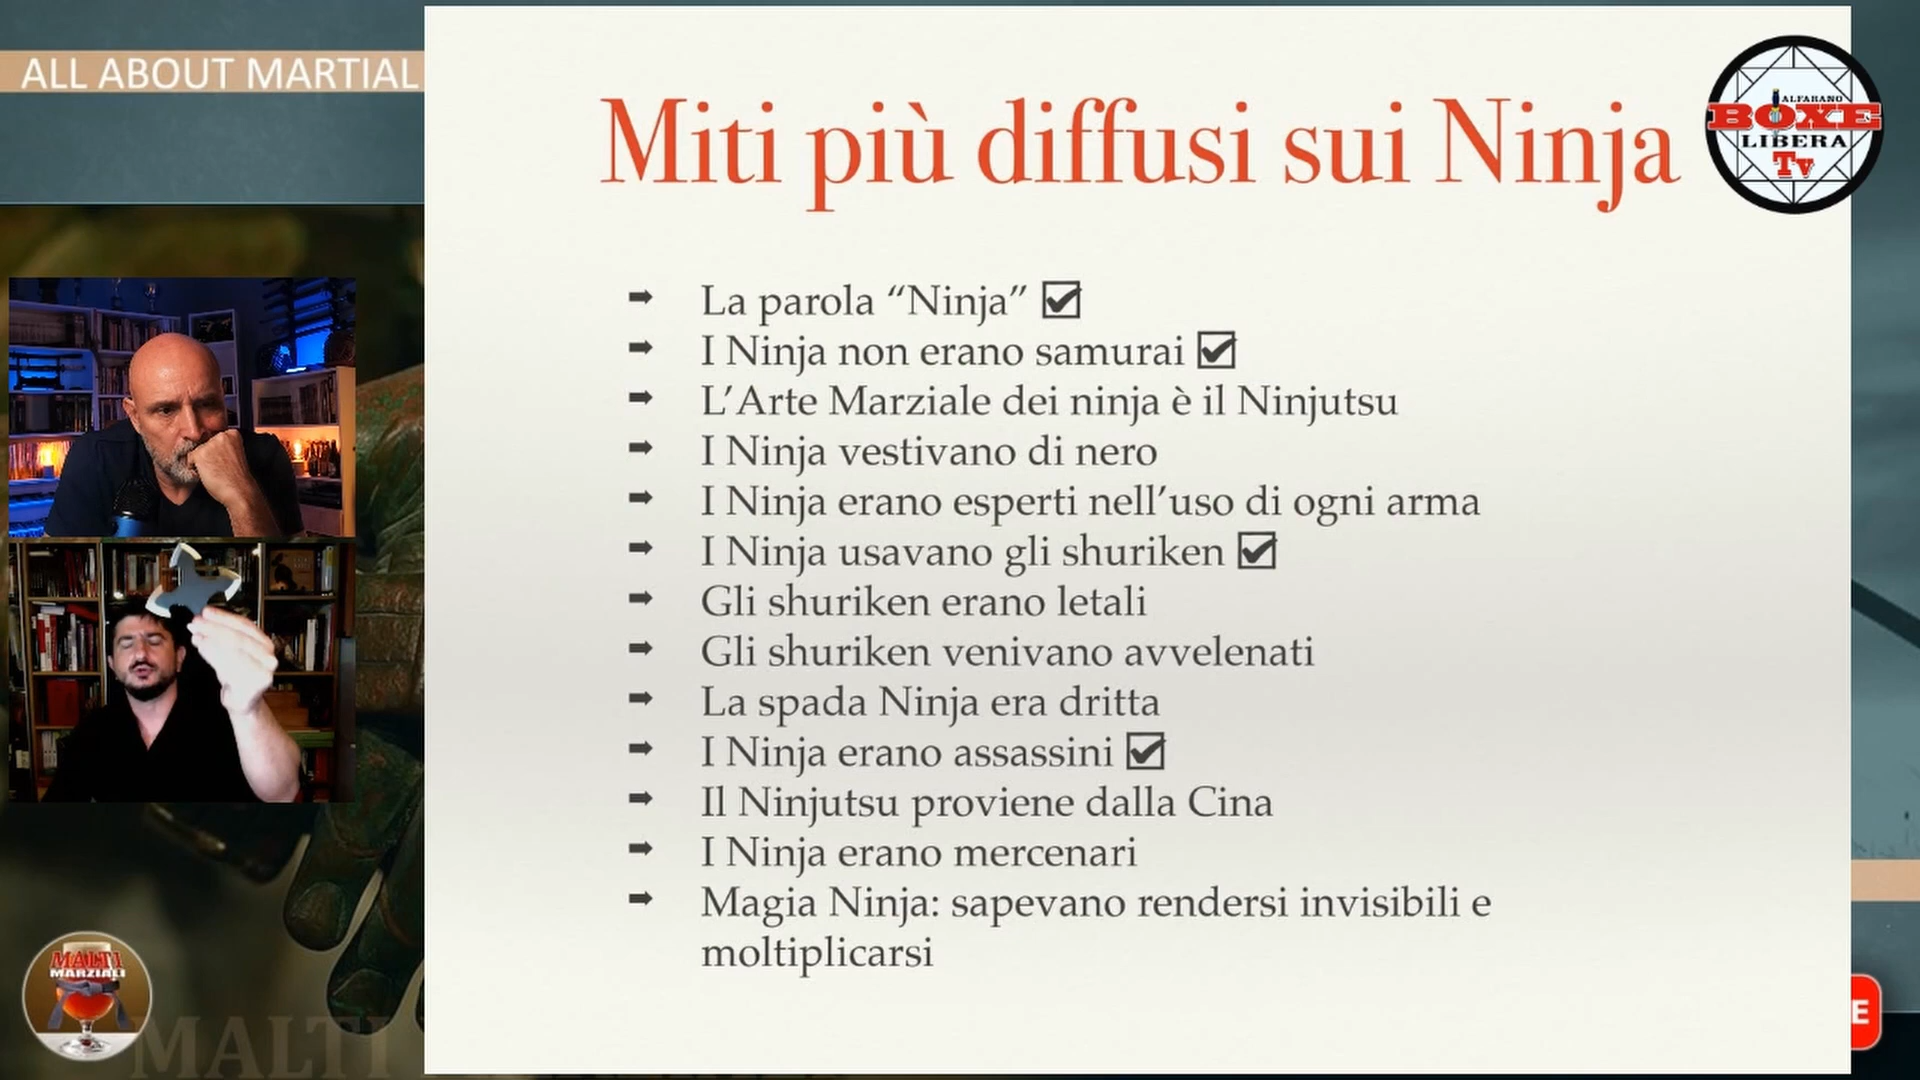 ALL ABOUT MARTIAL
Miti più diffusi sui Ninja
ALFARANO
BOXE
LIBERA
Tv
➡ La parola “Ninja” ☑
➡ I Ninja non erano samurai ☑
➡ L’Arte Marziale dei ninja è il Ninjutsu
➡ I Ninja vestivano di nero
➡ I Ninja erano esperti nell’uso di ogni arma
➡ I Ninja usavano gli shuriken ☑
➡ Gli shuriken erano letali
➡ Gli shuriken venivano avvelenati
➡ La spada Ninja era dritta
➡ I Ninja erano assassini ☑
➡ Il Ninjutsu proviene dalla Cina
➡ I Ninja erano mercenari
➡ Magia Ninja: sapevano rendersi invisibili e
moltiplicarsi
MALTI
MARZIALI
MALTI
E